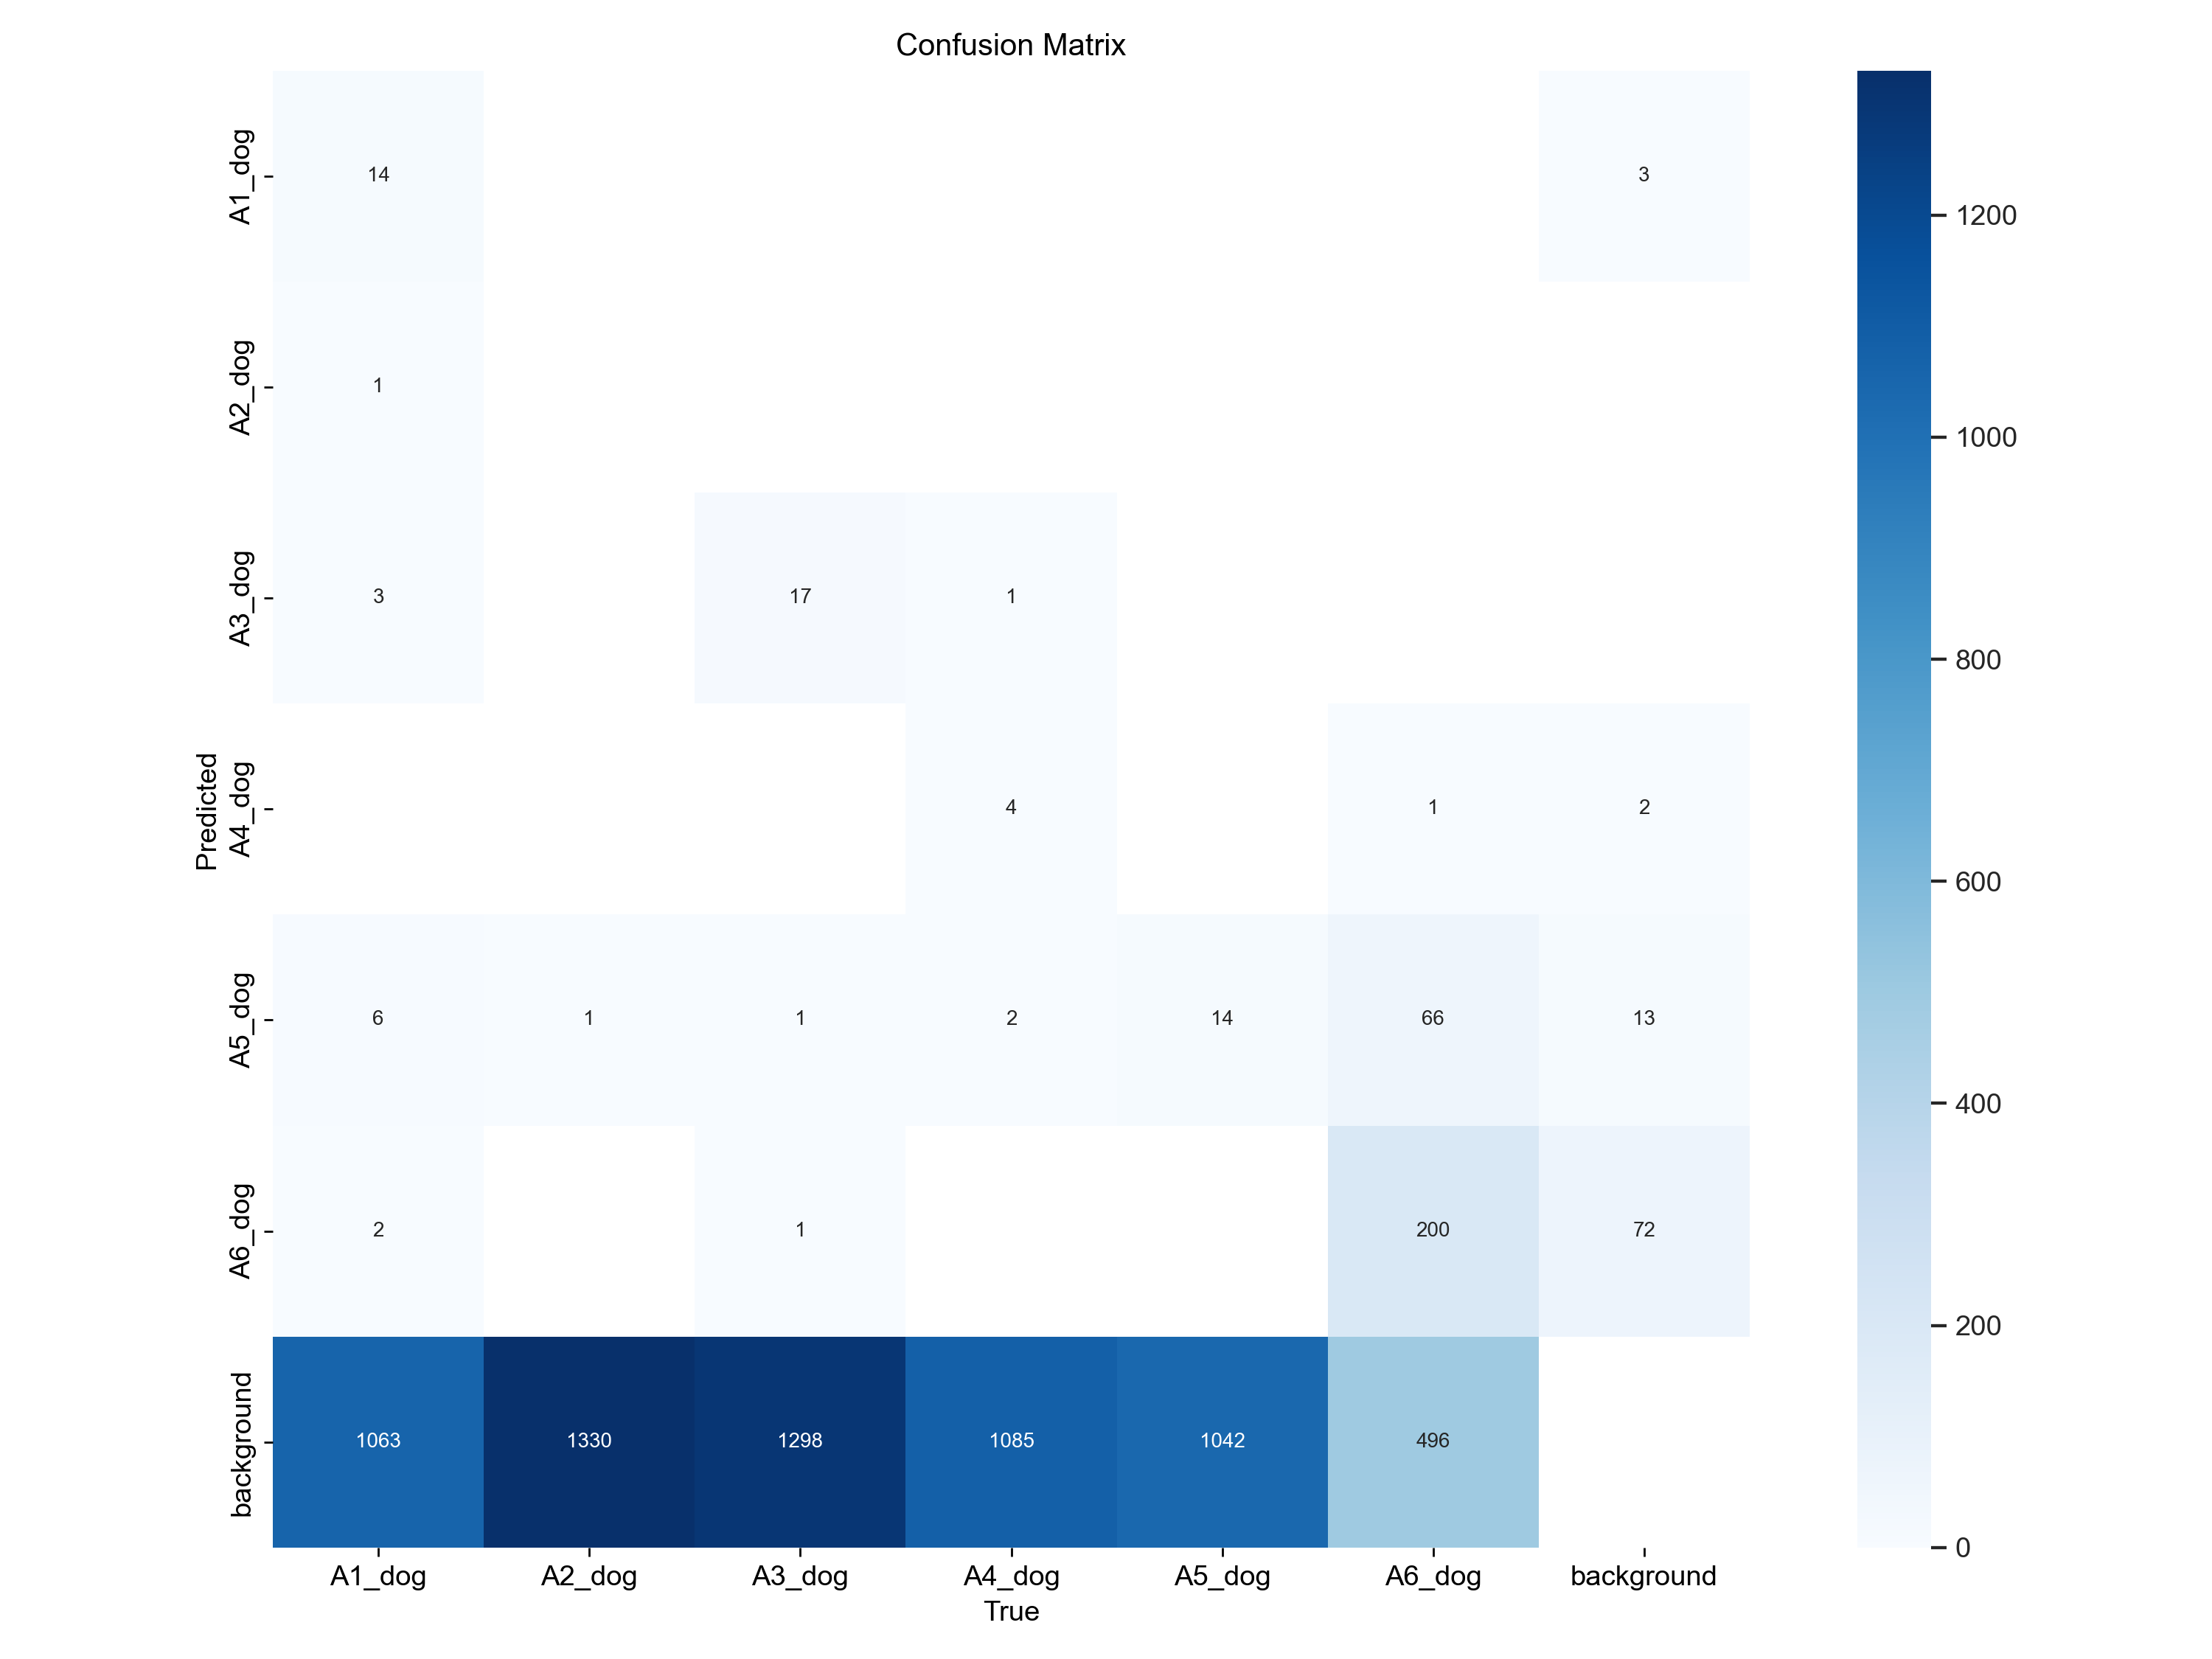 Confusion Matrix
Predicted
A1_dog
14
3
A2_dog
1
A3_dog
3 17 1
A4_dog
4 1 2
A5_dog
6 1 1 2 14 66 13
A6_dog
2 1 200 72
background
1063 1330 1298 1085 1042 496
A1_dog A2_dog A3_dog A4_dog A5_dog A6_dog background
True
1200
1000
800
600
400
200
0